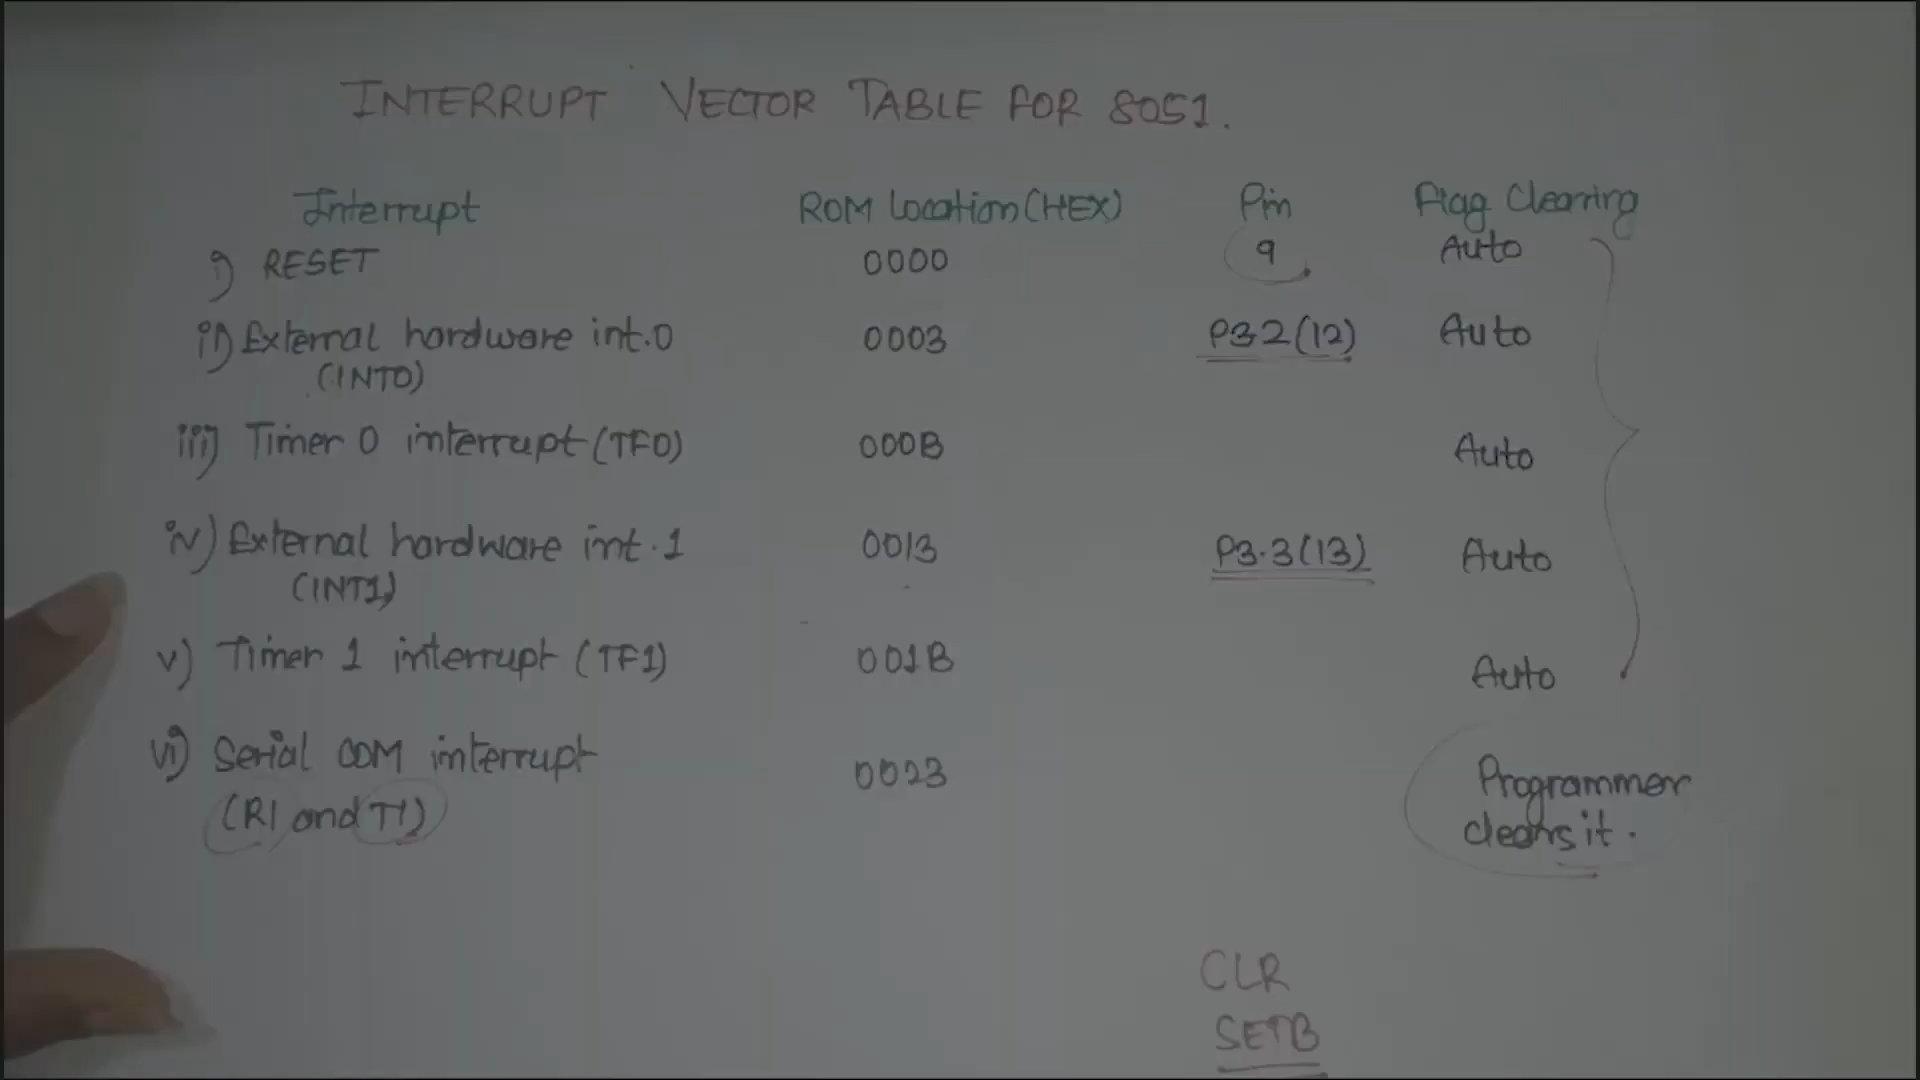 INTERRUPT VECTOR TABLE FOR 8051.
Interrupt ROM Location (HEX) Pin Flag Clearing
i) RESET 0000 9 Auto
ii) External hardware int.0 0003 P3.2(12) Auto
(INT0)
iii) Timer 0 interrupt (TF0) 000B Auto
iv) External hardware int.1 0013 P3.3(13) Auto
(INT1)
v) Timer 1 interrupt (TF1) 001B Auto
vi) Serial COM interrupt 0023 Programmer
(RI and TI) clears it.
CLR
SETB